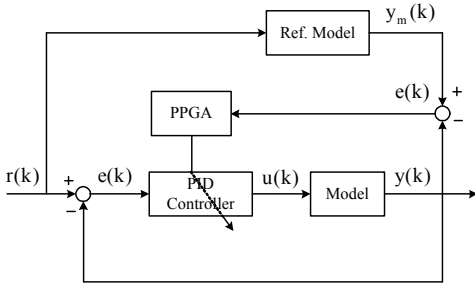 y_m(k)
Ref. Model
+
e(k)
−
PPGA
r(k)
+
−
e(k)
PID
Controller
u(k)
Model
y(k)